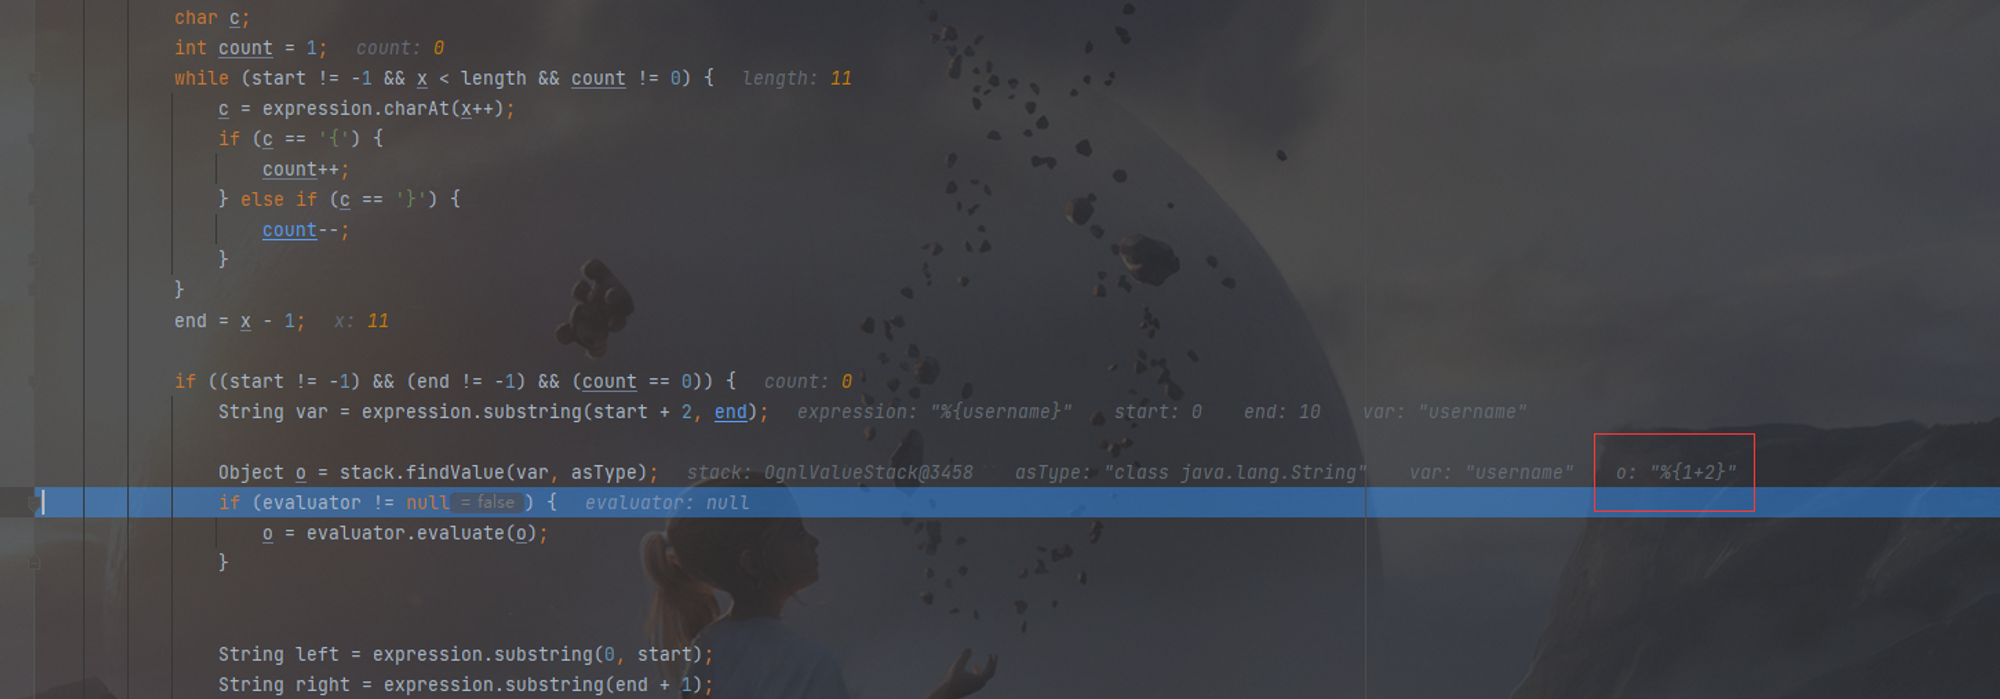 char c;
int count = 1;   count: 0
while (start != -1 && x < length && count != 0) {   length: 11
c = expression.charAt(x++);
if (c == '{') {
count++;
} else if (c == '}') {
count--;
}
}
end = x - 1;   x: 11
if ((start != -1) && (end != -1) && (count == 0)) {   count: 0
String var = expression.substring(start + 2, end);   expression: "%{username}"   start: 0   end: 10   var: "username"
Object o = stack.findValue(var, asType);   stack: OgnlValueStack@3458   asType: "class java.lang.String"   var: "username"   o: "%{1+2}"
if (evaluator != null = false ) {   evaluator: null
o = evaluator.evaluate(o);
}
String left = expression.substring(0, start);
String right = expression.substring(end + 1);